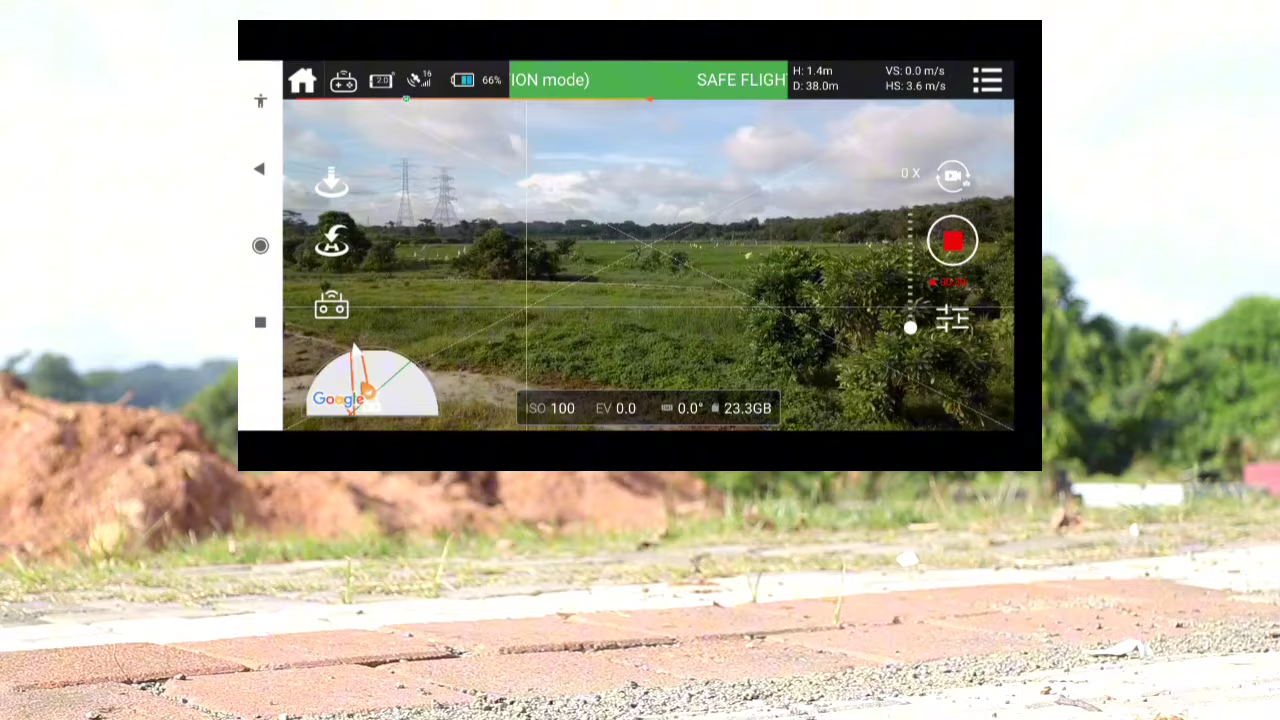 2.0
16
66%
ION mode)
SAFE FLIGH
H: 1.4m
VS: 0.0 m/s
D: 38.0m
HS: 3.6 m/s
0 X
H
Google
ISO 100
EV 0.0
0.0°
23.3GB